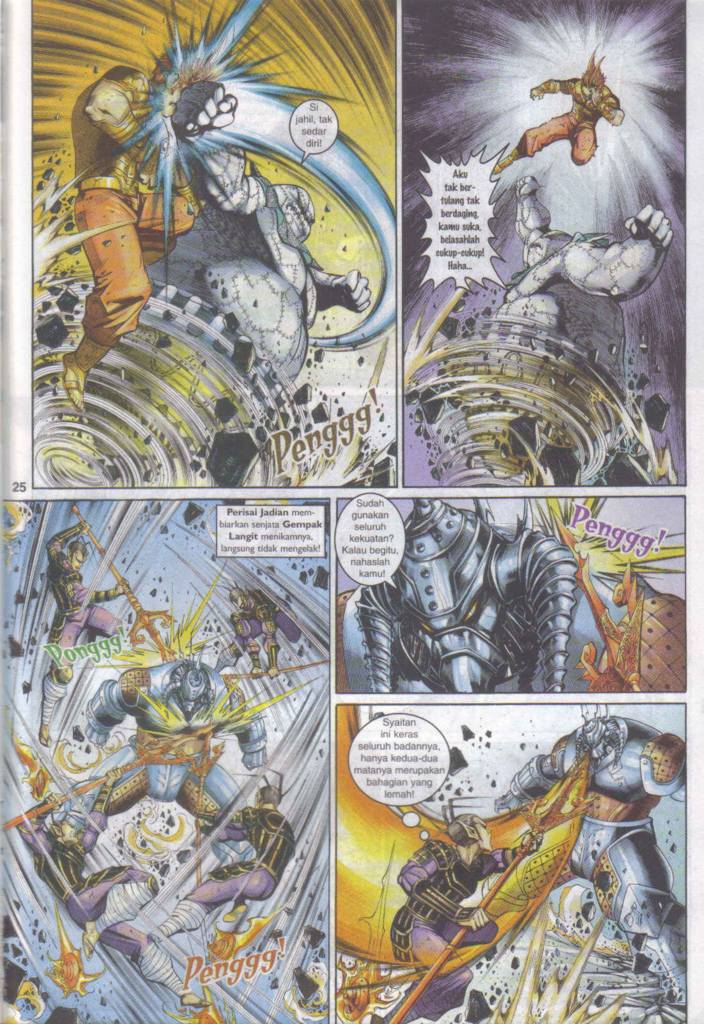 Si
jahil, tak
sedar
diri!
Penggg!
Aku
tak ber-
tulang tak
berdaging,
kamu suka,
belasahlah
cukup-cukup!
Haha...
25
Perisai Jadian mem-
biarkan senjata Gempak
Langit menikamnya,
langsung tidak mengelak!
Ponggg!
Penggg!
Sudah
gunakan
seluruh
kekuatan?
Kalau begitu,
nahaslah
kamu!
Penggg!
Syaitan
ini keras
seluruh badannya,
hanya kedua-dua
matanya merupakan
bahagian yang
lemah!